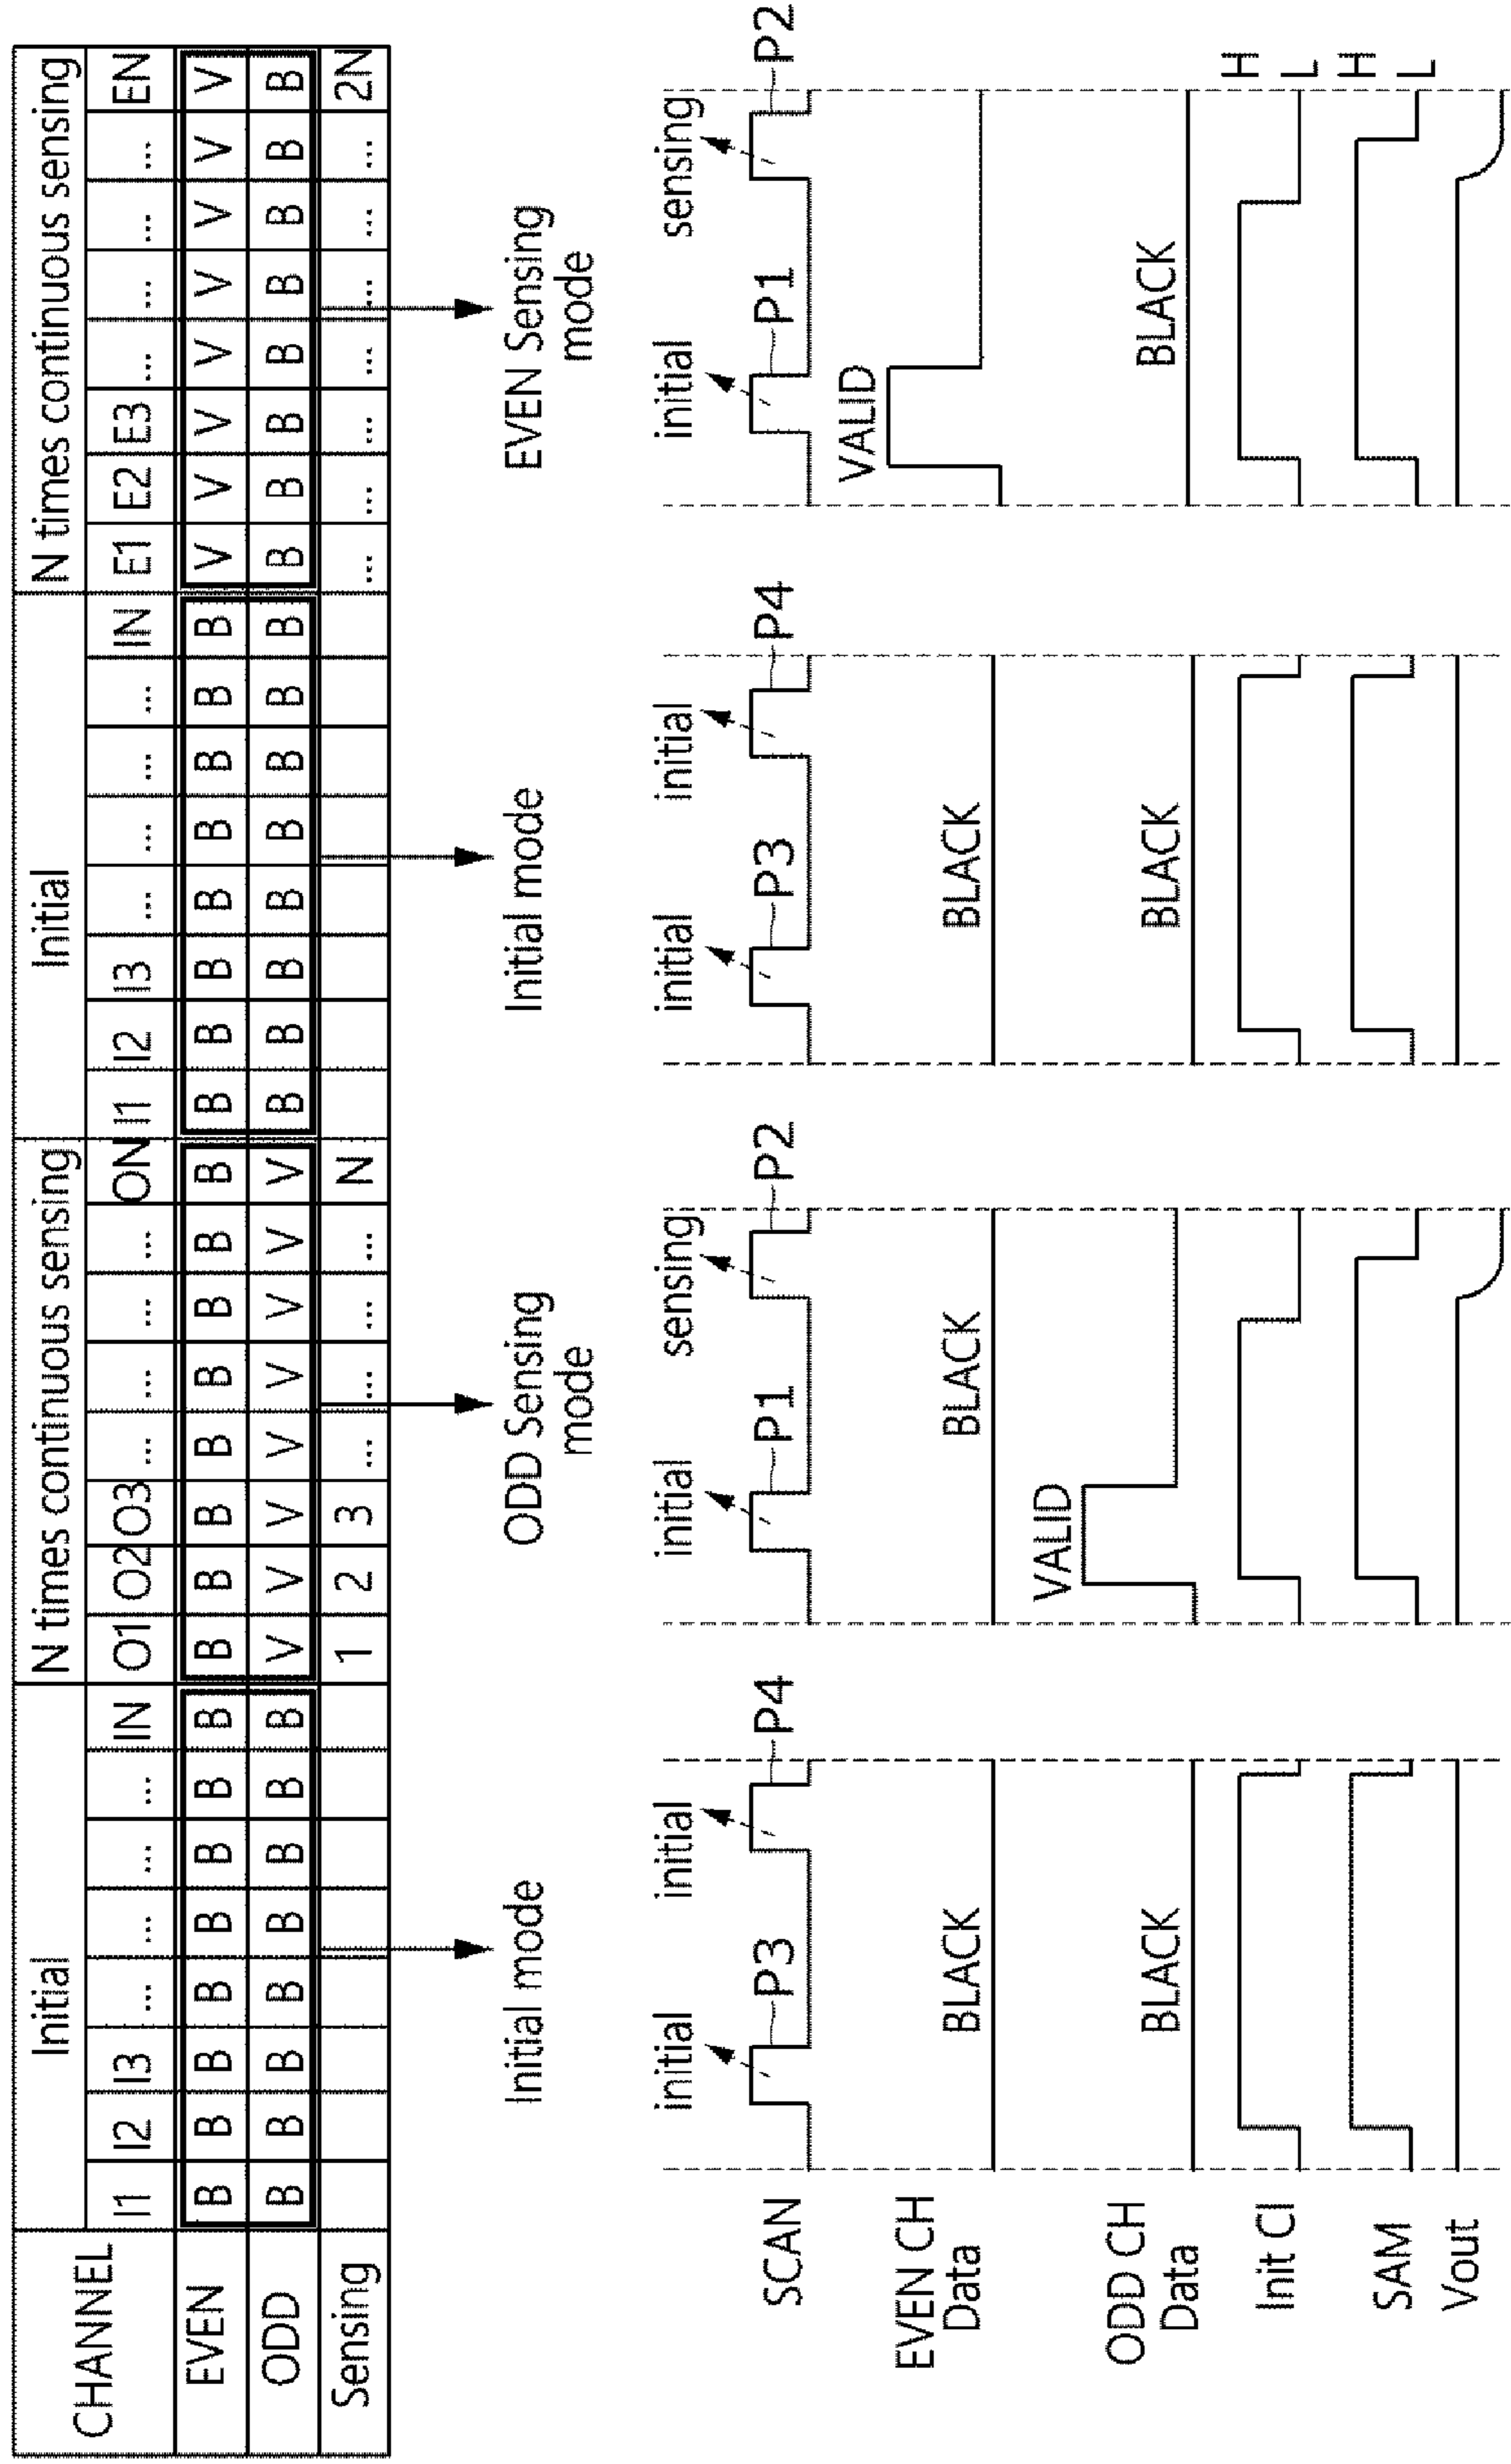 CHANNEL Initial N times continuous sensing Initial N times continuous sensing
I1 I2 I3 ... ... ... ... IN O1 O2 O3 ... ... ... ... ON I1 I2 I3 ... ... ... ... IN E1 E2 E3 ... ... ... ... EN
EVEN B B B B B B B B B B B B B B B B B B B B B B B B V V V V V V V V
ODD B B B B B B B B V V V V V V V V B B B B B B B B B B B B B B B B
Sensing 1 2 3 ... ... ... ... N ... ... ... ... ... ... ... 2N
Initial mode ODD Sensing Initial mode EVEN Sensing
mode mode
initial initial initial sensing initial initial initial sensing
SCAN P3 P4 P1 P2 P3 P4 P1 P2
VALID
EVEN CH
Data BLACK BLACK BLACK
VALID
ODD CH
Data BLACK BLACK BLACK
Init CI H
L
SAM H
L
Vout